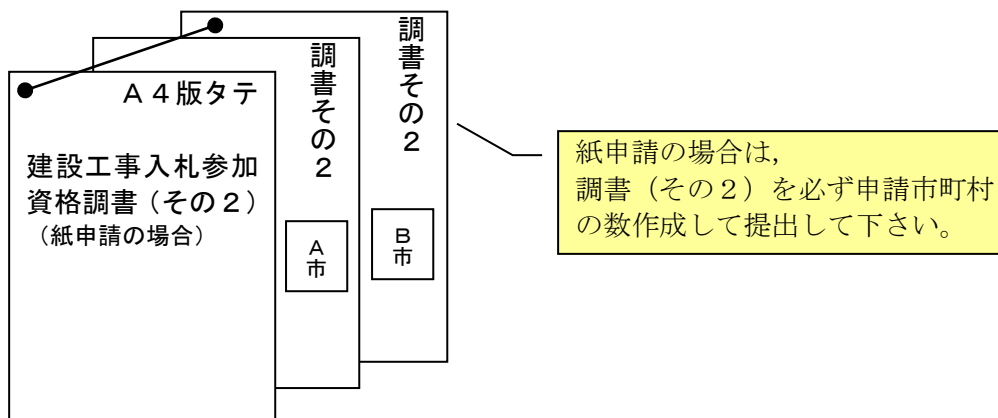 Ａ４版タテ
建設工事入札参加
資格調書（その２）
（紙申請の場合）
調書その２
Ａ市
調書その２
Ｂ市
紙申請の場合は，
調書（その２）を必ず申請市町村
の数作成して提出して下さい。